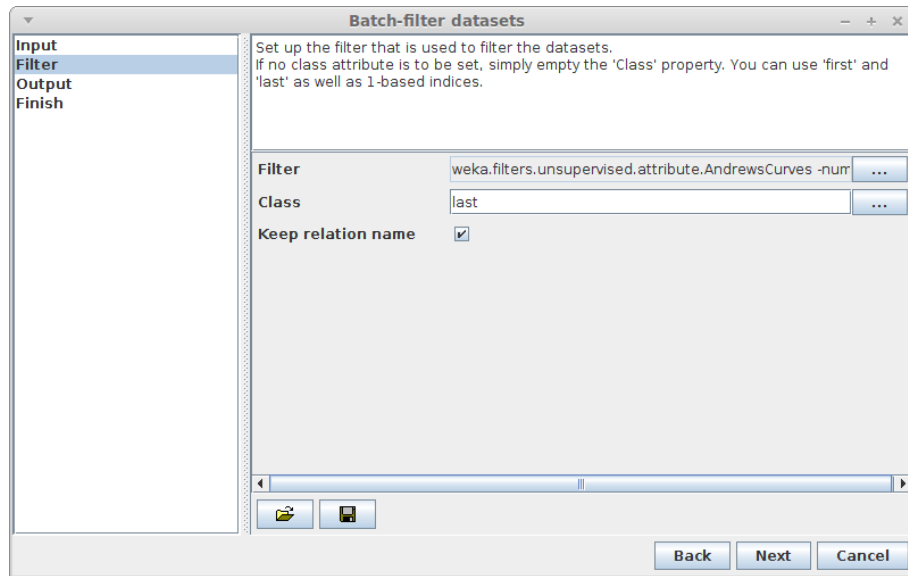 Batch-filter datasets
Input
Filter
Output
Finish
Set up the filter that is used to filter the datasets.
If no class attribute is to be set, simply empty the 'Class' property. You can use 'first' and
'last' as well as 1-based indices.
Filter weka.filters.unsupervised.attribute.AndrewsCurves -num ...
Class last ...
Keep relation name
Back Next Cancel